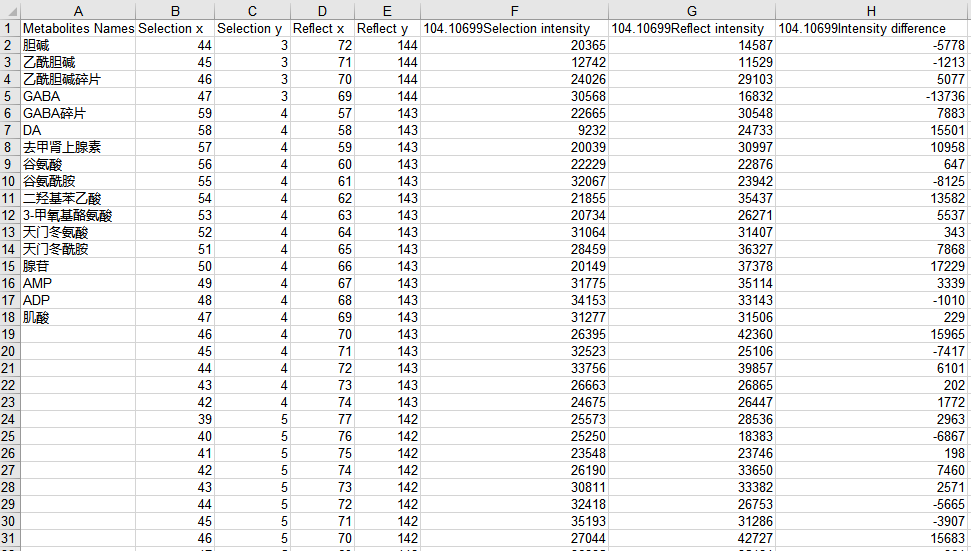 A B C D E F G H
1 Metabolites Names Selection x Selection y Reflect x Reflect y 104.10699Selection intensity 104.10699Reflect intensity 104.10699Intensity difference
2 胆碱 44 3 72 144 20365 14587 -5778
3 乙酰胆碱 45 3 71 144 12742 11529 -1213
4 乙酰胆碱碎片 46 3 70 144 24026 29103 5077
5 GABA 47 3 69 144 30568 16832 -13736
6 GABA碎片 59 4 57 143 22665 30548 7883
7 DA 58 4 58 143 9232 24733 15501
8 去甲肾上腺素 57 4 59 143 20039 30997 10958
9 谷氨酸 56 4 60 143 22229 22876 647
10 谷氨酰胺 55 4 61 143 32067 23942 -8125
11 二羟基苯乙酸 54 4 62 143 21855 35437 13582
12 3-甲氧基酪氨酸 53 4 63 143 20734 26271 5537
13 天门冬氨酸 52 4 64 143 31064 31407 343
14 天门冬酰胺 51 4 65 143 28459 36327 7868
15 腺苷 50 4 66 143 20149 37378 17229
16 AMP 49 4 67 143 31775 35114 3339
17 ADP 48 4 68 143 34153 33143 -1010
18 肌酸 47 4 69 143 31277 31506 229
19 46 4 70 143 26395 42360 15965
20 45 4 71 143 32523 25106 -7417
21 44 4 72 143 33756 39857 6101
22 43 4 73 143 26663 26865 202
23 42 4 74 143 24675 26447 1772
24 39 5 77 142 25573 28536 2963
25 40 5 76 142 25250 18383 -6867
26 41 5 75 142 23548 23746 198
27 42 5 74 142 26190 33650 7460
28 43 5 73 142 30811 33382 2571
29 44 5 72 142 32418 26753 -5665
30 45 5 71 142 35193 31286 -3907
31 46 5 70 142 27044 42727 15683